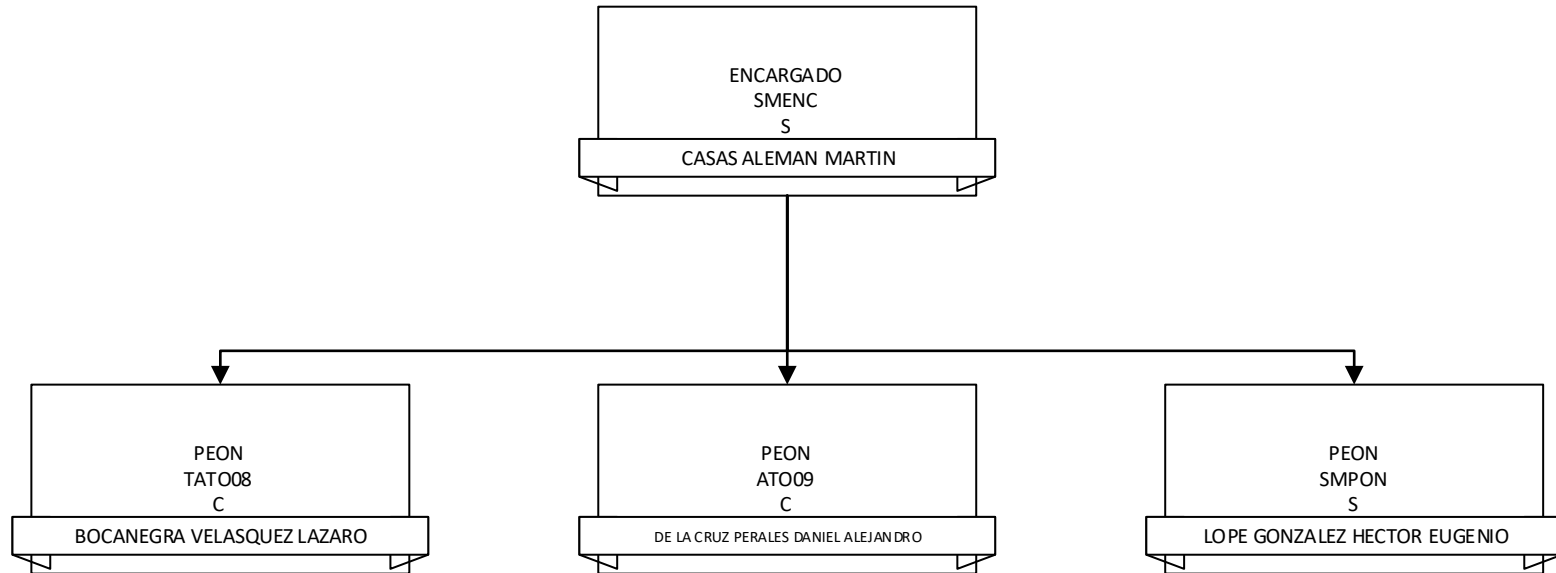 ENCARGADO
SMENC
S
CASAS ALEMAN MARTIN
PEON
TATO08
C
BOCANEGRA VELASQUEZ LAZARO
PEON
ATO09
C
DE LA CRUZ PERALES DANIEL ALEJANDRO
PEON
SMPON
S
LOPE GONZALEZ HECTOR EUGENIO